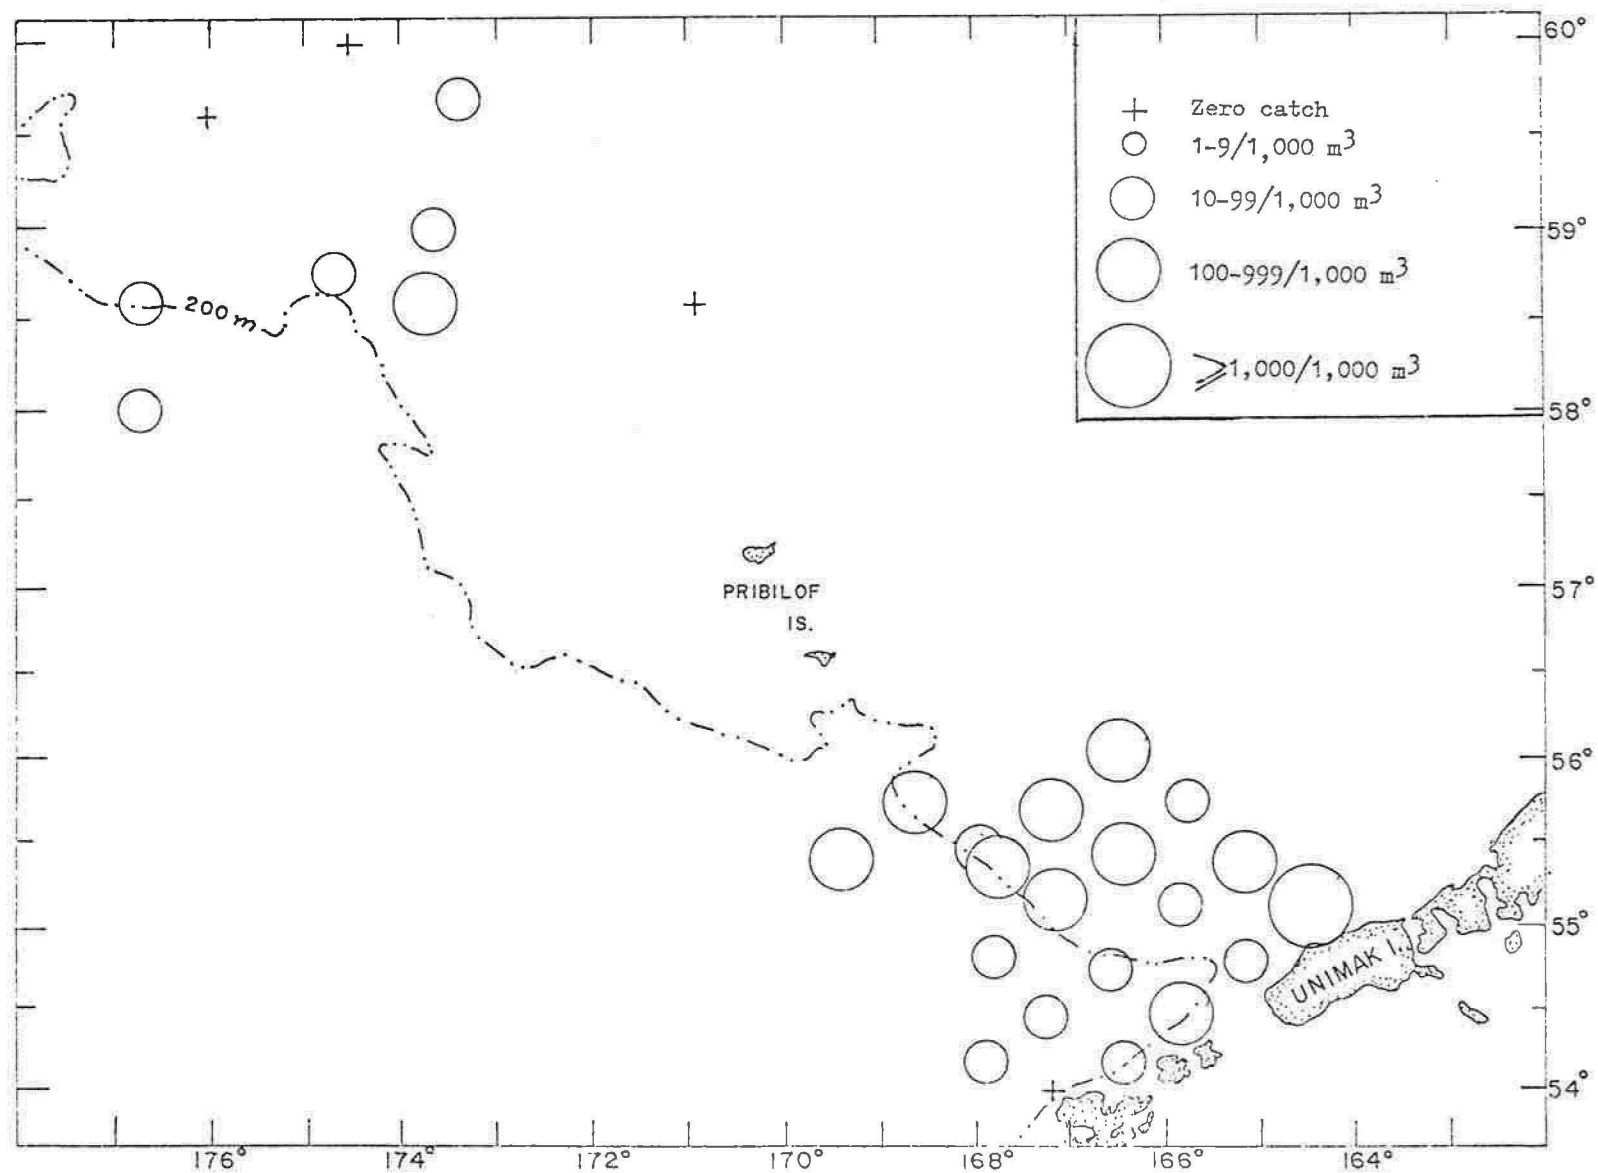 60°
Zero catch
1-9/1,000 m³
10-99/1,000 m³
100-999/1,000 m³
⩾1,000/1,000 m³
59°
200 m
58°
57°
PRIBILOF
IS.
56°
55°
UNIMAK I.
54°
176° 174° 172° 170° 168° 166° 164°